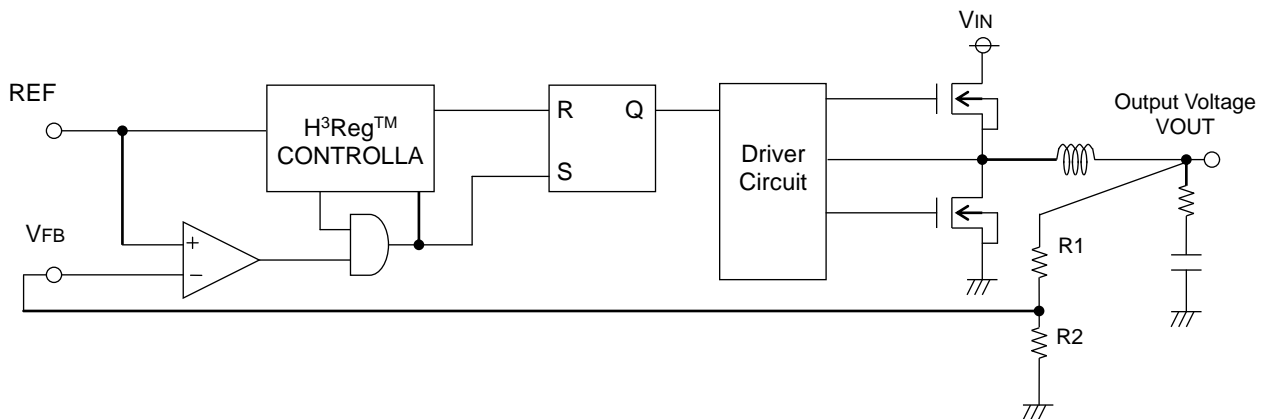 VIN
REF
H³Reg™
CONTROLLA
R
Q
S
Driver
Circuit
Output Voltage
VOUT
VFB
+
−
R1
R2